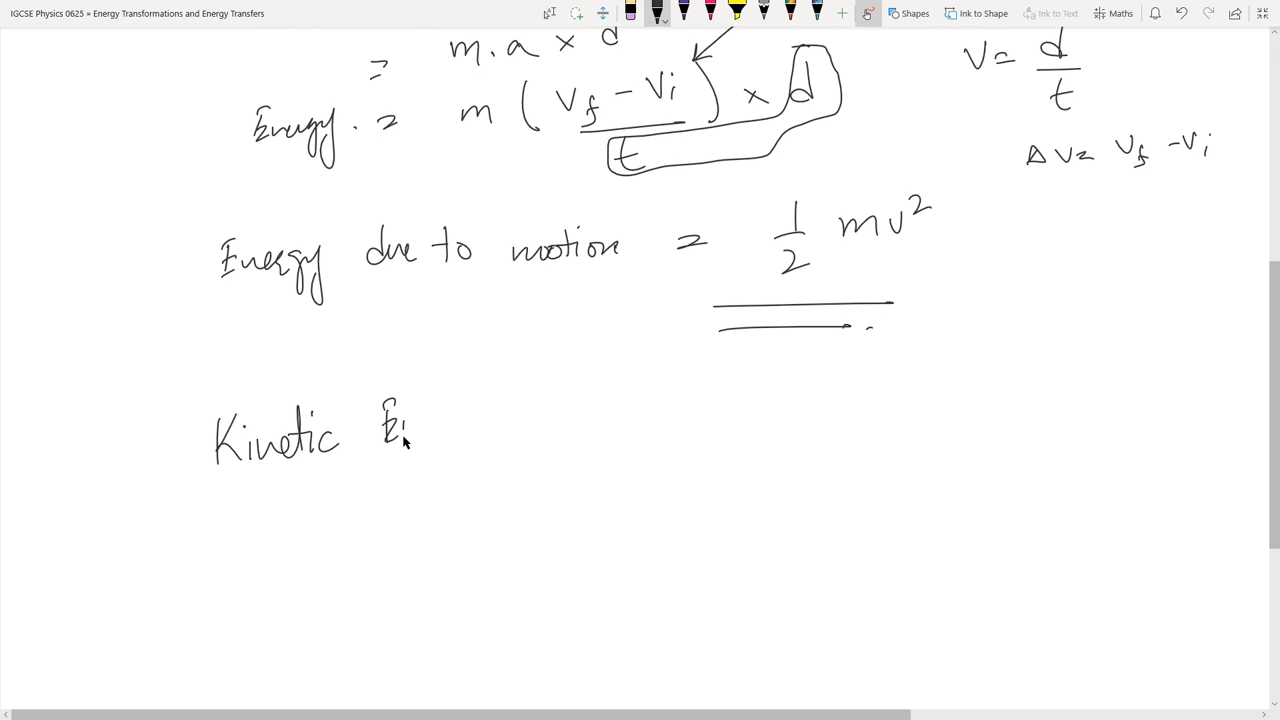 IGCSE Physics 0625 » Energy Transformations and Energy Transfers
Shapes Ink to Shape Ink to Text Maths
= m.a x d
V = d/t
Energy. = m ( Vf - Vi / t ) x d
ΔV = Vf - Vi
Energy due to motion = 1/2 mv²
Kinetic